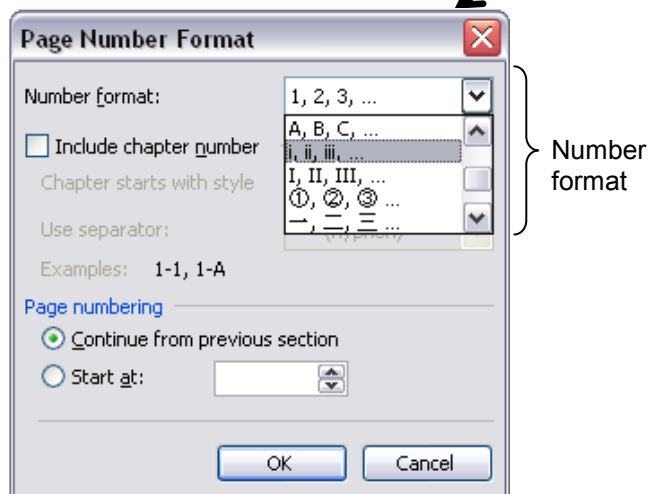 Page Number Format
Number format: 1, 2, 3, ...
A, B, C, ...
Include chapter number
i, ii, iii, ...
Chapter starts with style
I, II, III, ...
①, ②, ③ ...
Use separator: (hyphen)
一, 二, 三 ...
Examples: 1-1, 1-A
Page numbering
Continue from previous section
Start at:
OK Cancel
Number
format